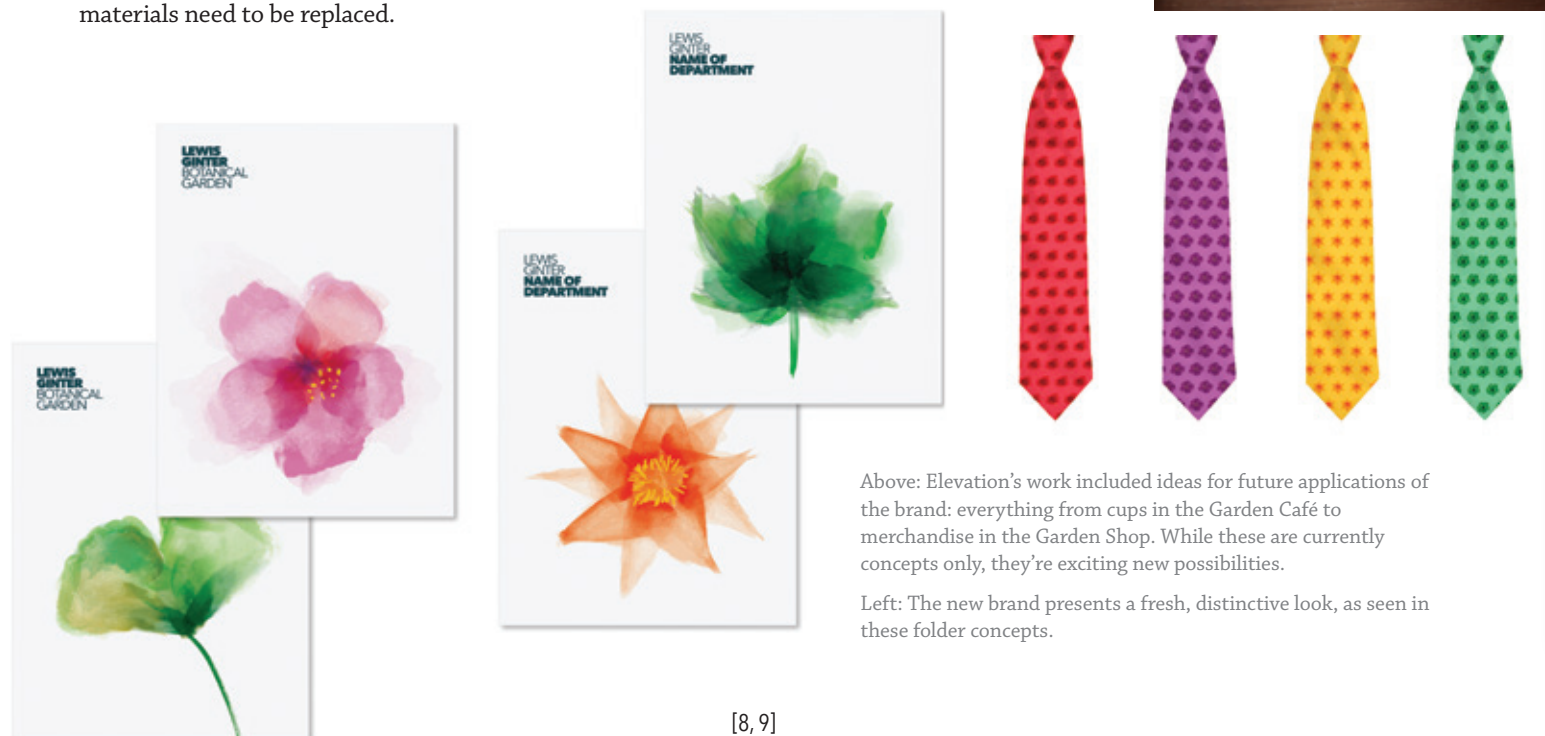 materials need to be replaced.
LEWIS
GINTER
NAME OF
DEPARTMENT
LEWIS
GINTER
BOTANICAL
GARDEN
LEWIS
GINTER
NAME OF
DEPARTMENT
LEWIS
GINTER
BOTANICAL
GARDEN
Above: Elevation’s work included ideas for future applications of
the brand: everything from cups in the Garden Café to
merchandise in the Garden Shop. While these are currently
concepts only, they’re exciting new possibilities.
Left: The new brand presents a fresh, distinctive look, as seen in
these folder concepts.
[8, 9]